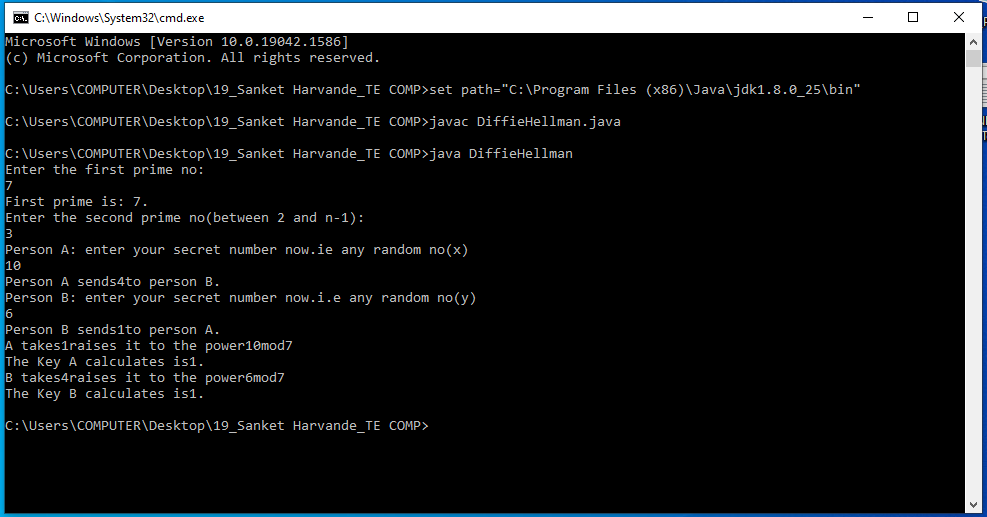 C:\Windows\System32\cmd.exe
Microsoft Windows [Version 10.0.19042.1586]
(c) Microsoft Corporation. All rights reserved.
C:\Users\COMPUTER\Desktop\19_Sanket Harvande_TE COMP>set path="C:\Program Files (x86)\Java\jdk1.8.0_25\bin"
C:\Users\COMPUTER\Desktop\19_Sanket Harvande_TE COMP>javac DiffieHellman.java
C:\Users\COMPUTER\Desktop\19_Sanket Harvande_TE COMP>java DiffieHellman
Enter the first prime no:
7
First prime is: 7.
Enter the second prime no(between 2 and n-1):
3
Person A: enter your secret number now.ie any random no(x)
10
Person A sends4to person B.
Person B: enter your secret number now.i.e any random no(y)
6
Person B sends1to person A.
A takes1raises it to the power10mod7
The Key A calculates is1.
B takes4raises it to the power6mod7
The Key B calculates is1.
C:\Users\COMPUTER\Desktop\19_Sanket Harvande_TE COMP>